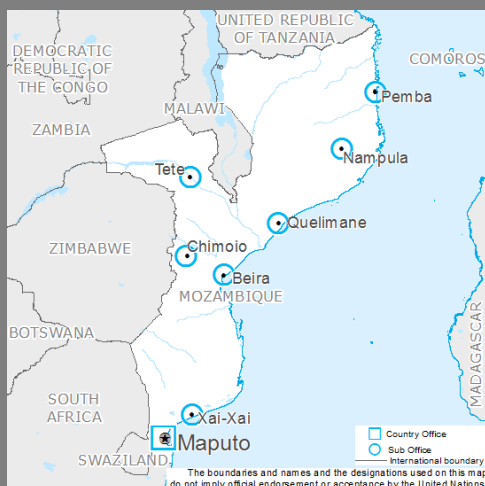 UNITED REPUBLIC
OF TANZANIA
DEMOCRATIC
REPUBLIC OF
THE CONGO
COMOROS
Pemba
MALAWI
ZAMBIA
Nampula
Tete
Quelimane
Chimoio
ZIMBABWE
Beira
MOZAMBIQUE
BOTSWANA
MADAGASCAR
SOUTH
AFRICA
Xai-Xai
Maputo
SWAZILAND
Country Office
Sub Office
International boundary
The boundaries and names and the designations used on this map
do not imply official endorsement or acceptance by the United Nations